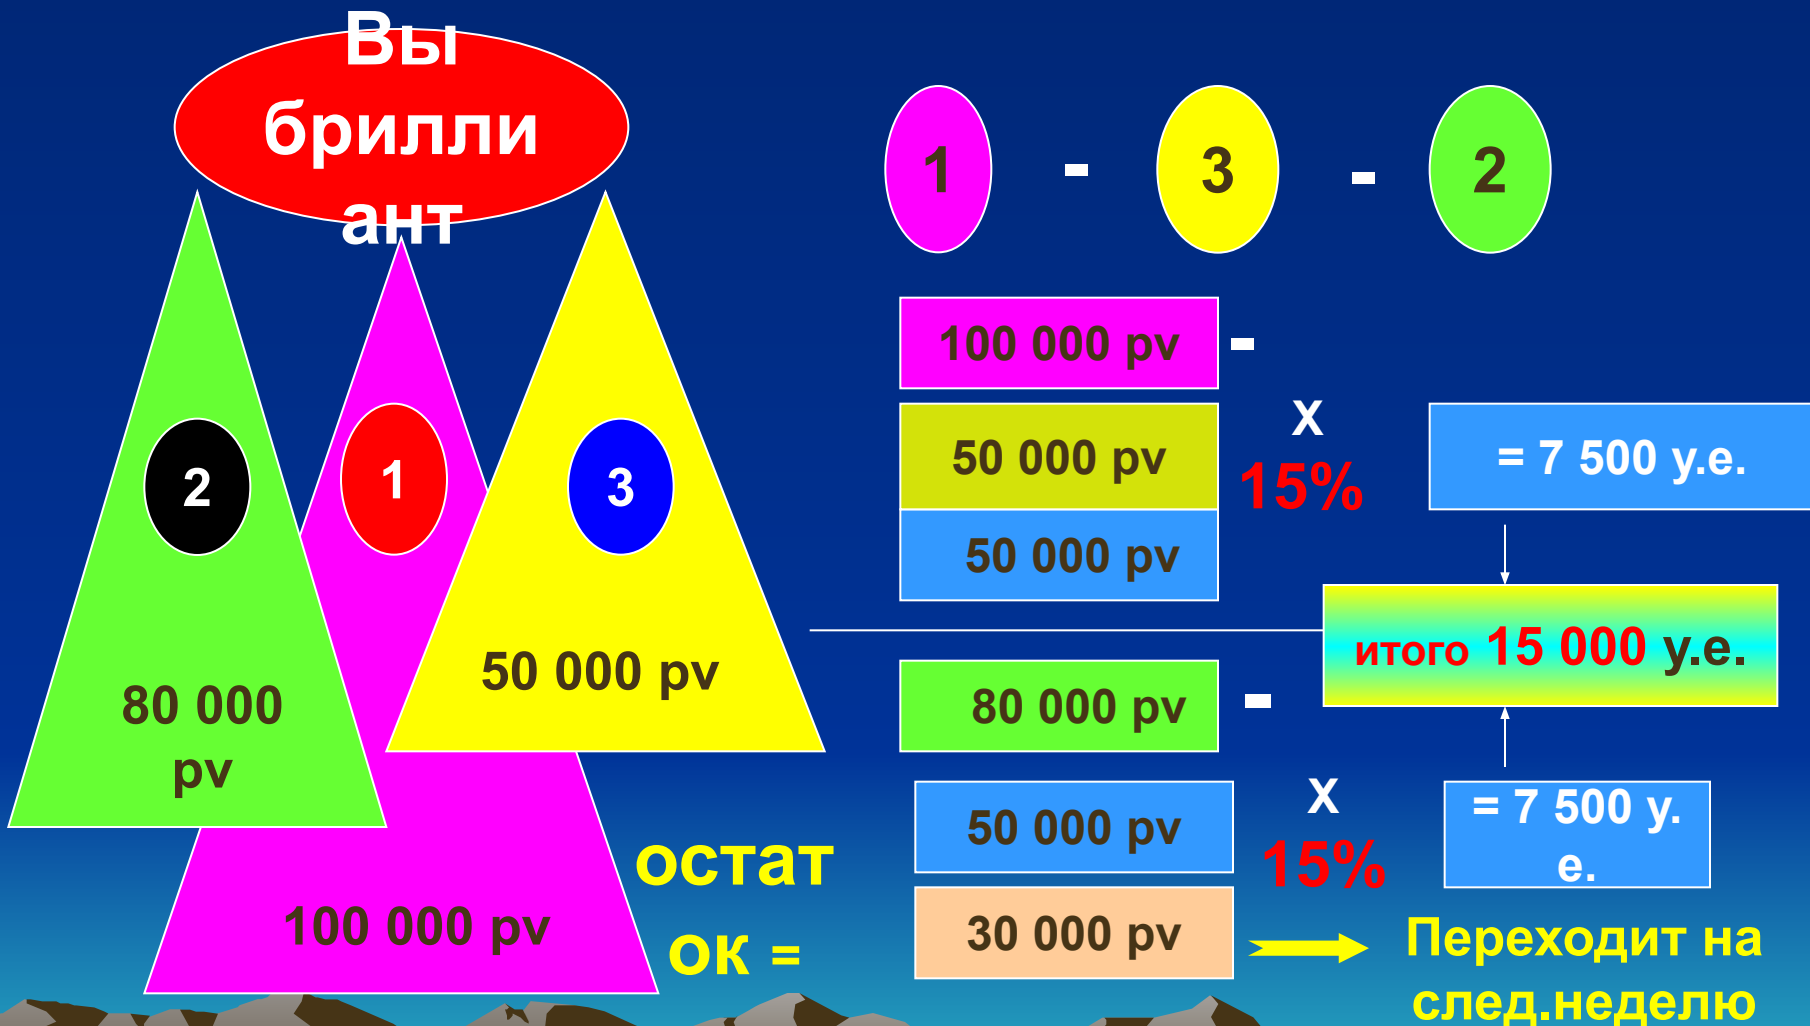 Вы
брилли
ант
2
1
3
80 000
pv
50 000 pv
100 000 pv
1 - 3 - 2
100 000 pv -
50 000 pv
х
15%
= 7 500 у.е.
50 000 pv
итого 15 000 у.е.
80 000 pv -
50 000 pv
х
15%
= 7 500 у.
е.
остат
ок =
30 000 pv
Переходит на
след.неделю